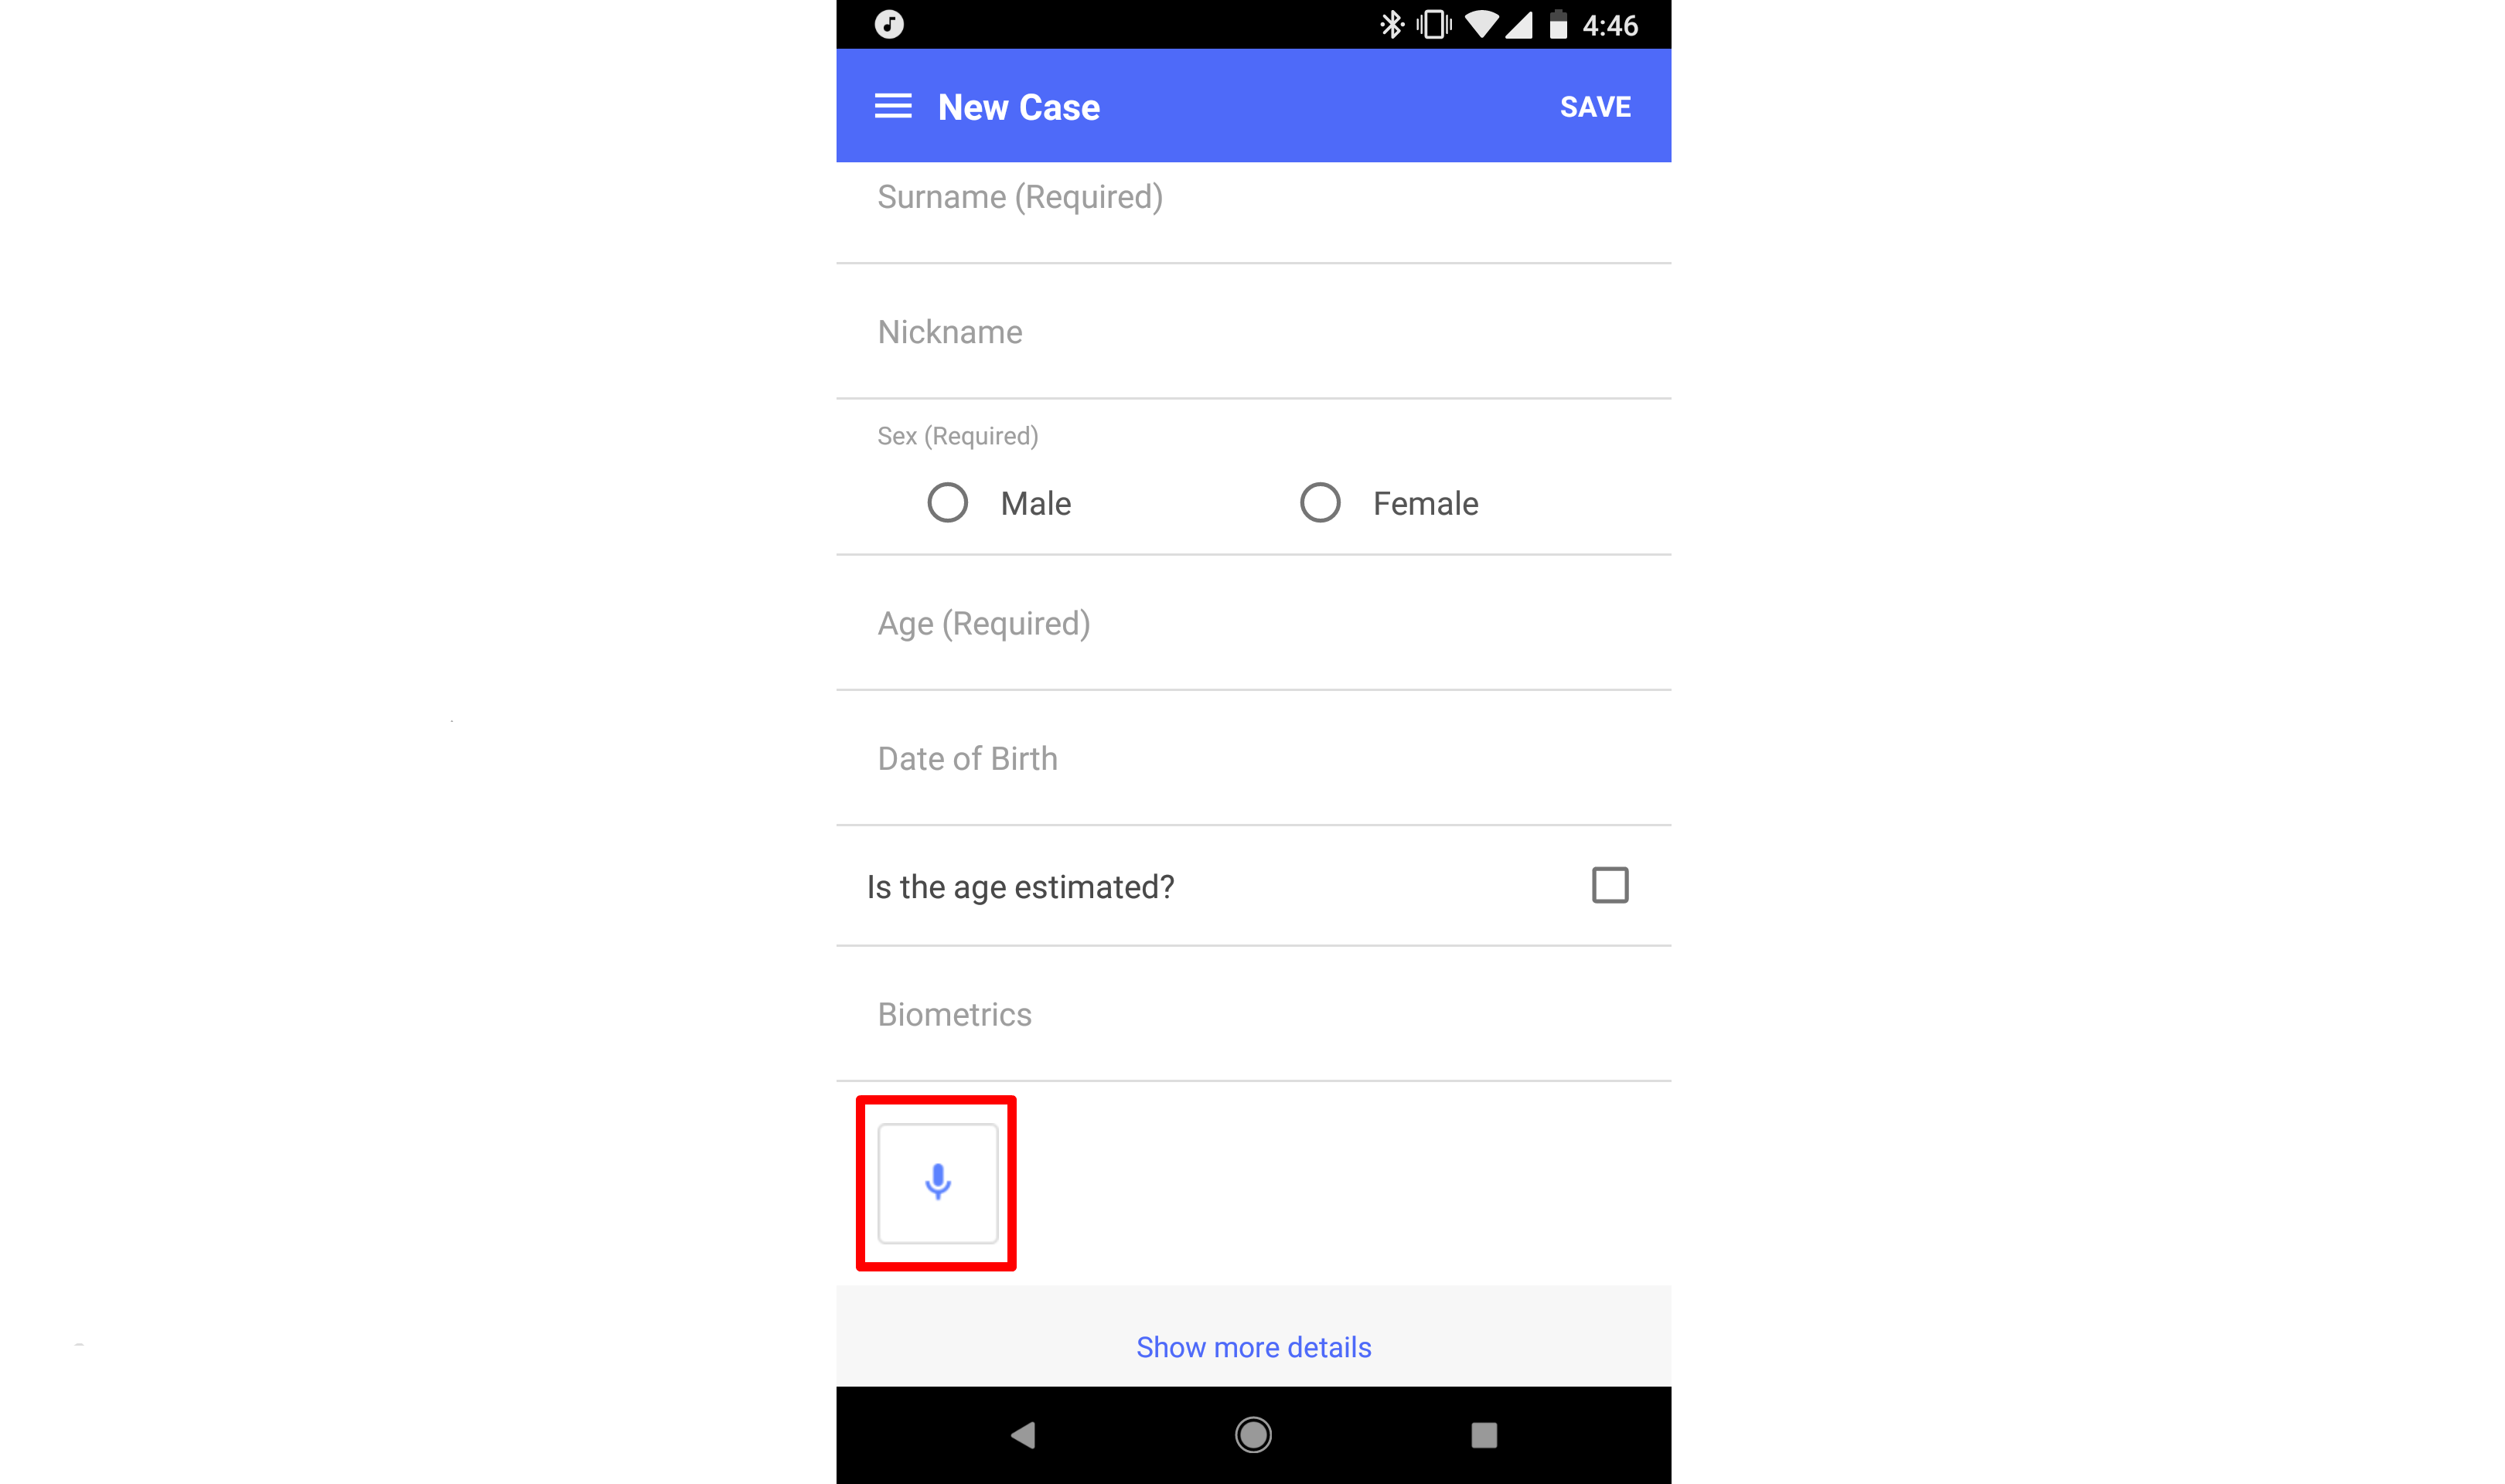 4:46
New Case
SAVE
Surname (Required)
Nickname
Sex (Required)
Male
Female
Age (Required)
Date of Birth
Is the age estimated?
Biometrics
Show more details